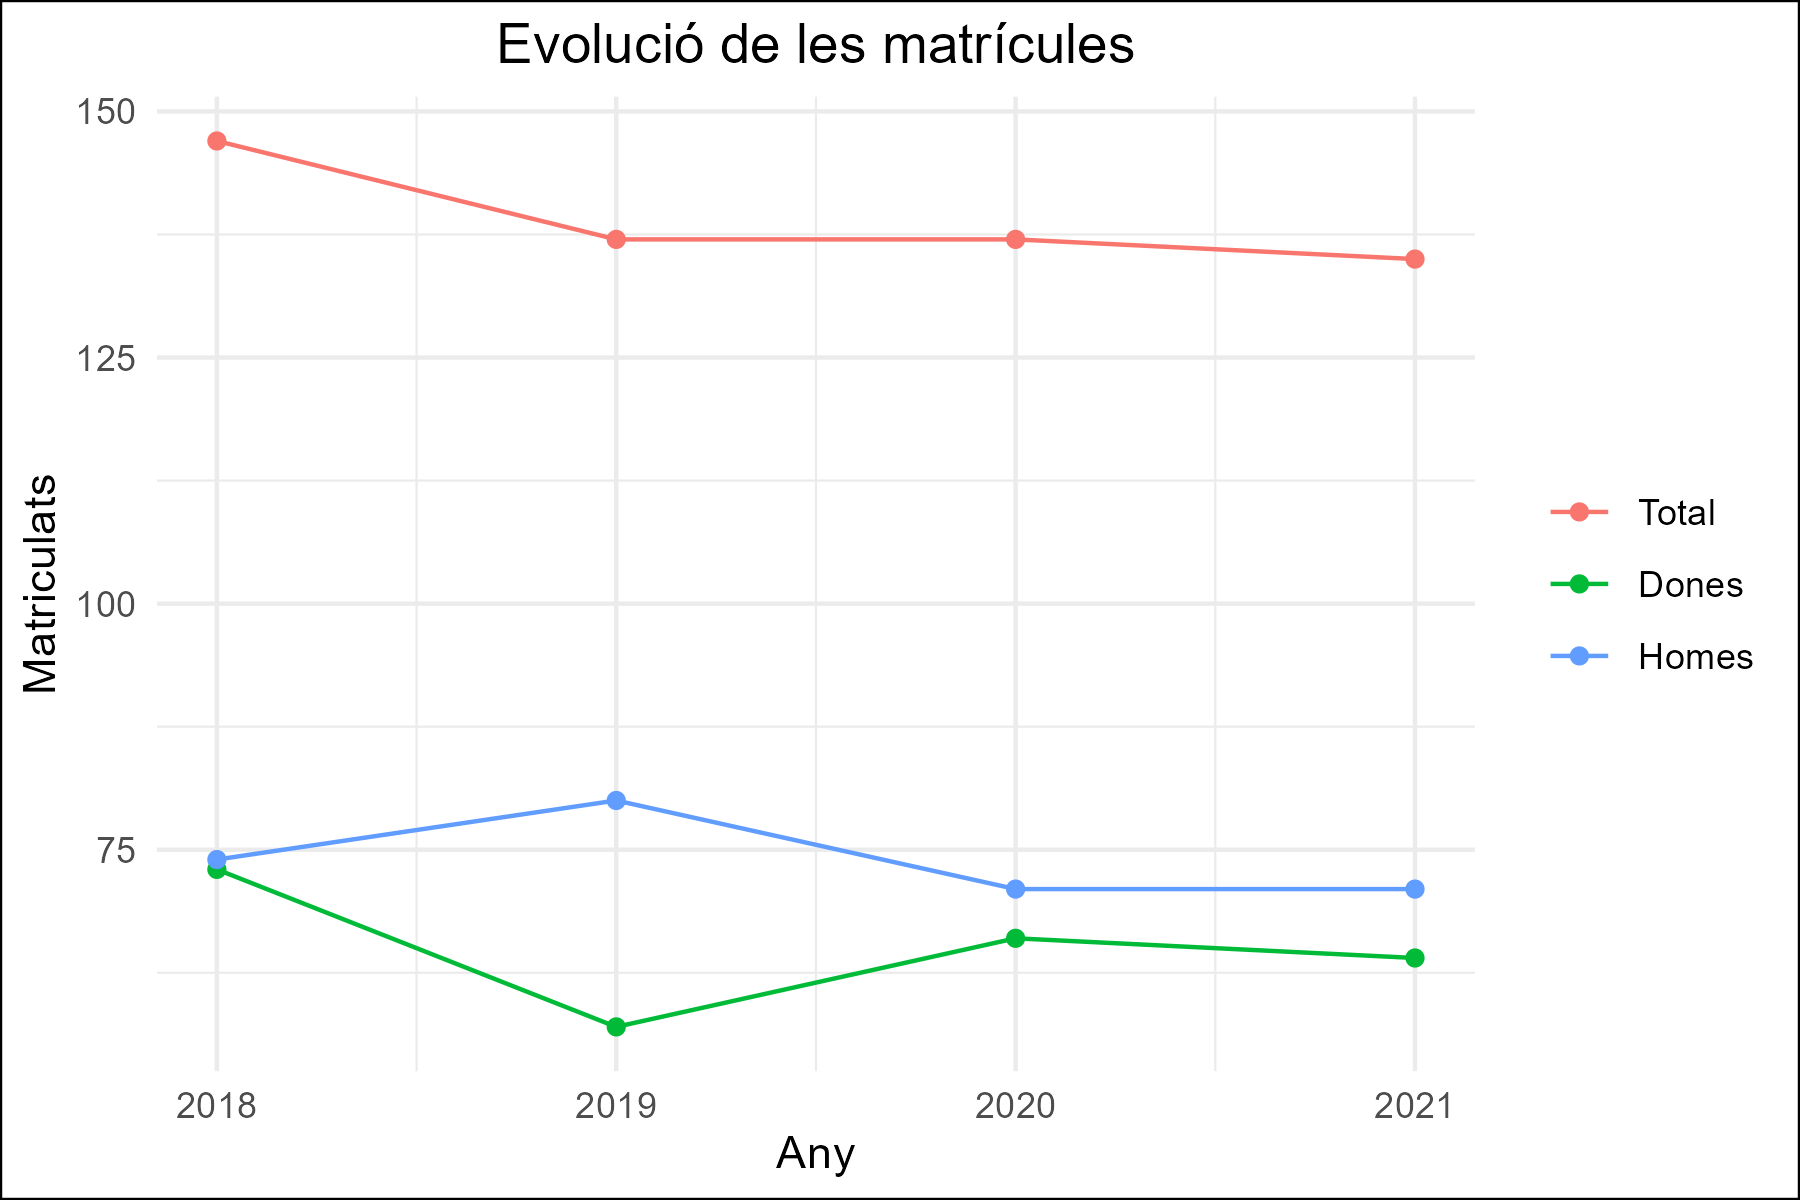 Evolució de les matrícules
150
125
100
75
Matriculats
2018 2019 2020 2021
Any
Total
Dones
Homes